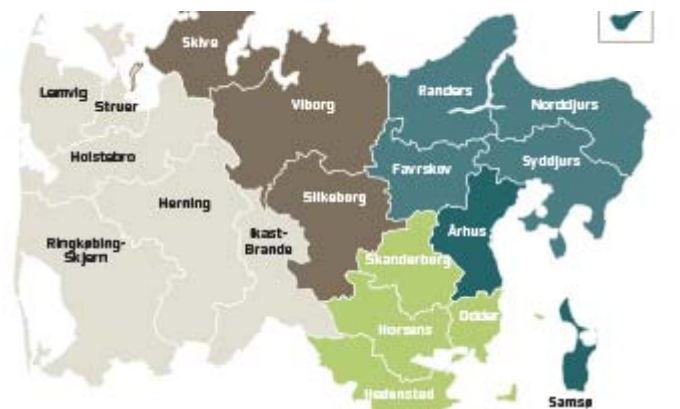 Skive
Lemvig
Struer
Viborg
Randers
Norddjurs
Holstebro
Favrskov
Syddjurs
Herning
Silkeborg
Ikast-
Brande
Århus
Ringkøbing-
Skjern
Skanderborg
Odder
Horsens
Hedensted
Samsø